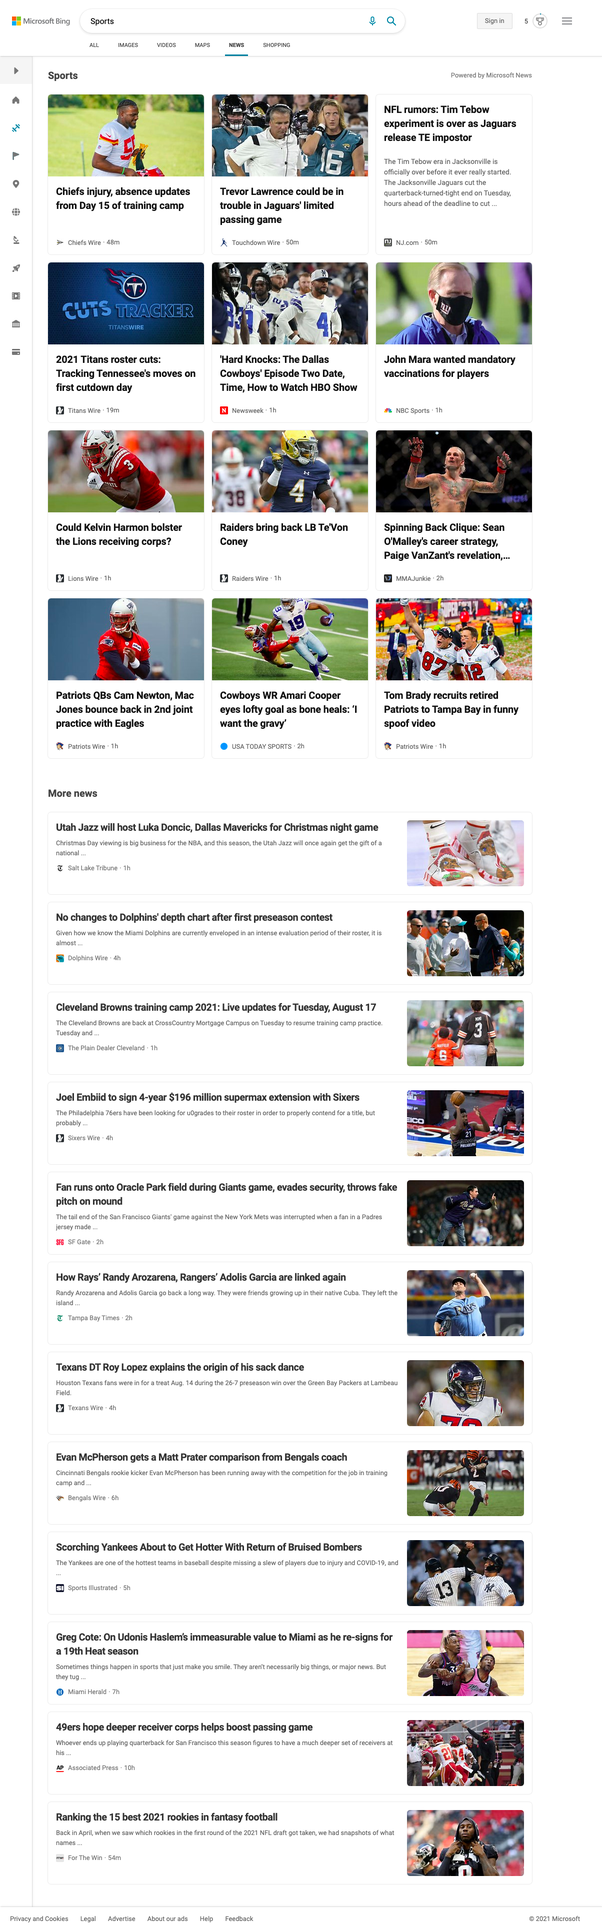 Microsoft Bing
Sports
Sign in
5
ALL IMAGES VIDEOS MAPS NEWS SHOPPING
Sports
Powered by Microsoft News
Chiefs injury, absence updates
from Day 15 of training camp
Chiefs Wire · 48m
Trevor Lawrence could be in
trouble in Jaguars' limited
passing game
Touchdown Wire · 50m
NFL rumors: Tim Tebow
experiment is over as Jaguars
release TE impostor
The Tim Tebow era in Jacksonville is
officially over before it ever really started.
The Jacksonville Jaguars cut the
quarterback-turned-tight end on Tuesday,
hours ahead of the deadline to cut ...
NJ.com · 50m
CUTS TRACKER
TITANSWIRE
2021 Titans roster cuts:
Tracking Tennessee's moves on
first cutdown day
Titans Wire · 19m
'Hard Knocks: The Dallas
Cowboys' Episode Two Date,
Time, How to Watch HBO Show
Newsweek · 1h
John Mara wanted mandatory
vaccinations for players
NBC Sports · 1h
Could Kelvin Harmon bolster
the Lions receiving corps?
Lions Wire · 1h
Raiders bring back LB Te'Von
Coney
Raiders Wire · 1h
Spinning Back Clique: Sean
O'Malley's career strategy,
Paige VanZant's revelation,...
MMAJunkie · 2h
Patriots QBs Cam Newton, Mac
Jones bounce back in 2nd joint
practice with Eagles
Patriots Wire · 1h
Cowboys WR Amari Cooper
eyes lofty goal as bone heals: ‘I
want the gravy’
USA TODAY SPORTS · 2h
Tom Brady recruits retired
Patriots to Tampa Bay in funny
spoof video
Patriots Wire · 1h
More news
Utah Jazz will host Luka Doncic, Dallas Mavericks for Christmas night game
Christmas Day viewing is big business for the NBA, and this season, the Utah Jazz will once again get the gift of a
national ...
Salt Lake Tribune · 1h
No changes to Dolphins' depth chart after first preseason contest
Given how we know the Miami Dolphins are currently enveloped in an intense evaluation period of their roster, it is
almost ...
Dolphins Wire · 4h
Cleveland Browns training camp 2021: Live updates for Tuesday, August 17
The Cleveland Browns are back at CrossCountry Mortgage Campus on Tuesday to resume training camp practice.
Tuesday and ...
The Plain Dealer Cleveland · 1h
Joel Embiid to sign 4-year $196 million supermax extension with Sixers
The Philadelphia 76ers have been looking for u0grades to their roster in order to properly contend for a title, but
probably ...
Sixers Wire · 4h
Fan runs onto Oracle Park field during Giants game, evades security, throws fake
pitch on mound
The tail end of the San Francisco Giants' game against the New York Mets was interrupted when a fan in a Padres
jersey made ...
SF Gate · 2h
How Rays’ Randy Arozarena, Rangers’ Adolis Garcia are linked again
Randy Arozarena and Adolis Garcia go back a long way. They were friends growing up in their native Cuba. They left the
island ...
Tampa Bay Times · 2h
Texans DT Roy Lopez explains the origin of his sack dance
Houston Texans fans were in for a treat Aug. 14 during the 26-7 preseason win over the Green Bay Packers at Lambeau
Field.
Texans Wire · 4h
Evan McPherson gets a Matt Prater comparison from Bengals coach
Cincinnati Bengals rookie kicker Evan McPherson has been running away with the competition for the job in training
camp and ...
Bengals Wire · 6h
Scorching Yankees About to Get Hotter With Return of Bruised Bombers
The Yankees are one of the hottest teams in baseball despite missing a slew of players due to injury and COVID-19, and
...
Sports Illustrated · 5h
Greg Cote: On Udonis Haslem's immeasurable value to Miami as he re-signs for
a 19th Heat season
Sometimes things happen in sports that just make you smile. They aren't necessarily big things, or major news. But
they tug ...
Miami Herald · 7h
49ers hope deeper receiver corps helps boost passing game
Whoever ends up playing quarterback for San Francisco this season figures to have a much deeper set of receivers at
his ...
Associated Press · 10h
Ranking the 15 best 2021 rookies in fantasy football
Back in April, when we saw which rookies in the first round of the 2021 NFL draft got taken, we had snapshots of what
names ...
For The Win · 54m
Privacy and Cookies Legal Advertise About our ads Help Feedback
© 2021 Microsoft